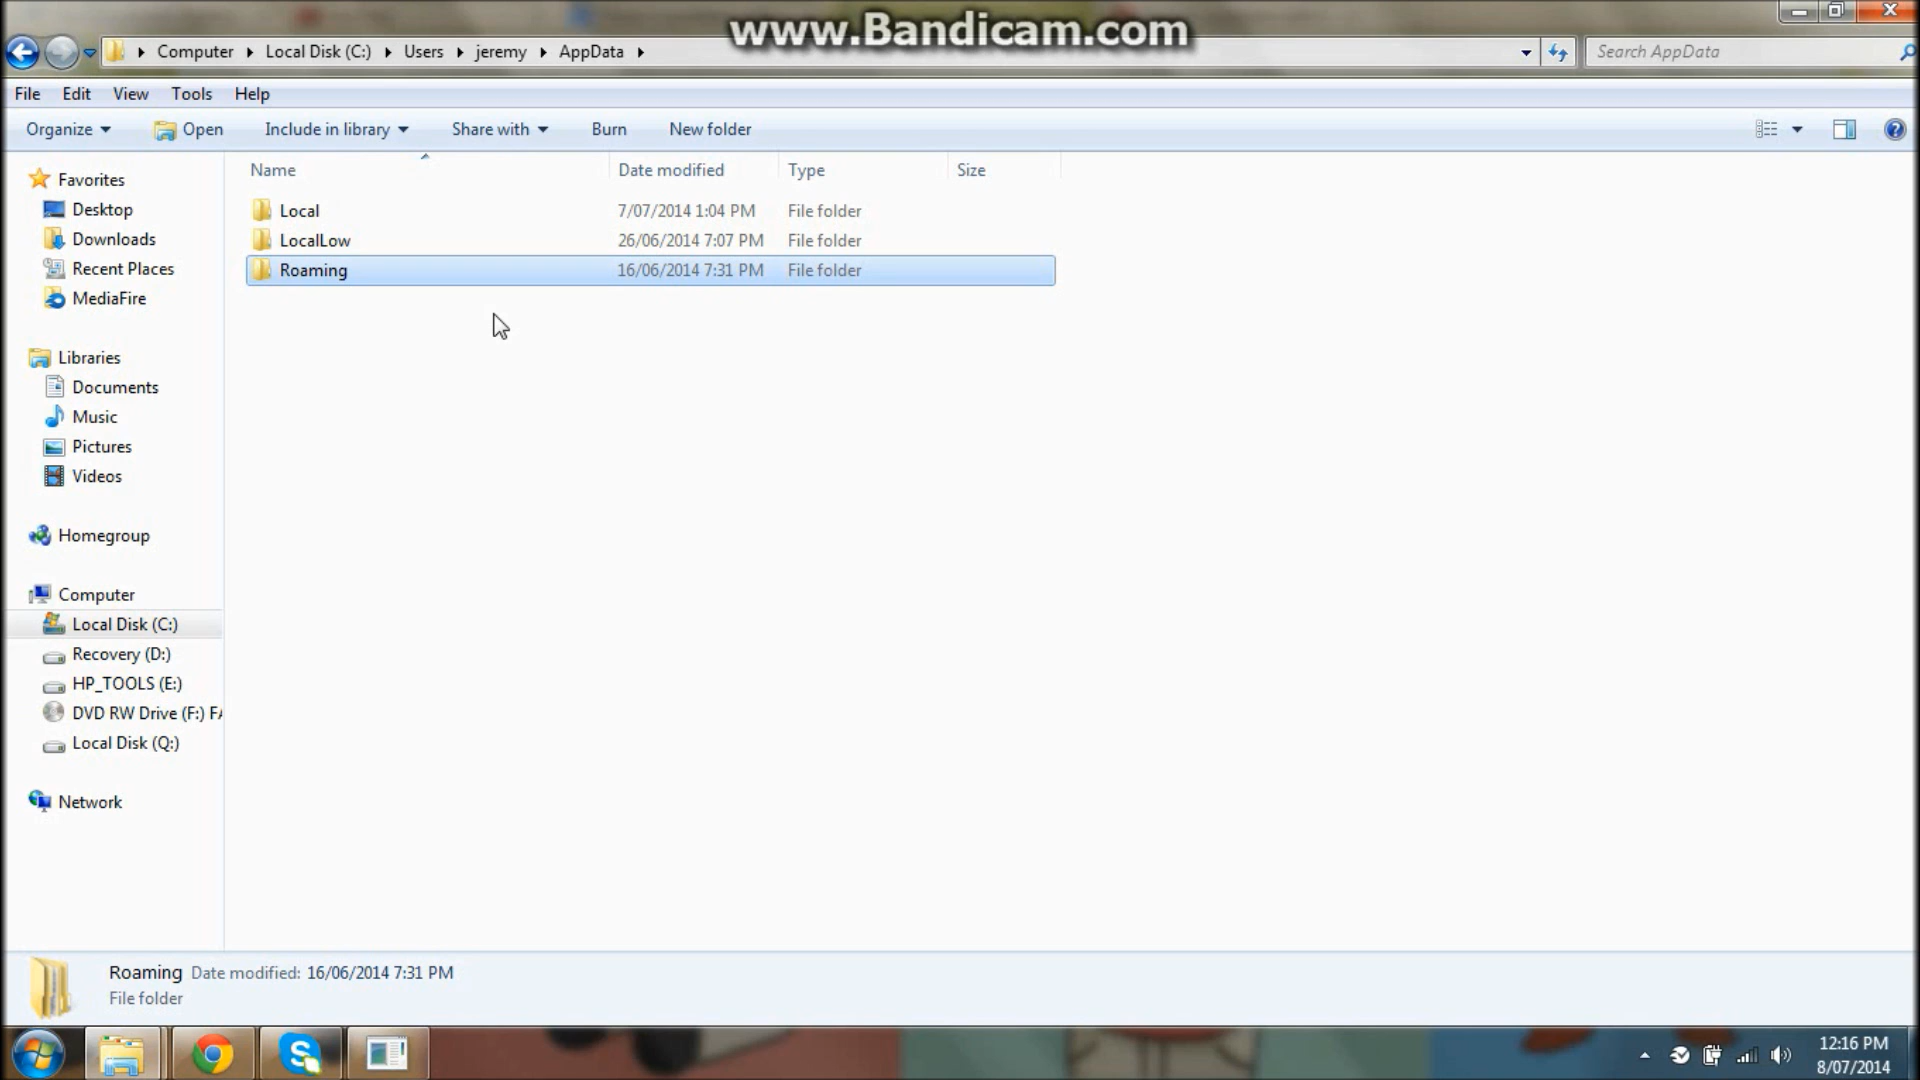 www.Bandicam.com
Computer Local Disk (C:) Users jeremy AppData
Search AppData
File Edit View Tools Help
Organize Open Include in library Share with Burn New folder
Name Date modified Type Size
Local 7/07/2014 1:04 PM File folder
LocalLow 26/06/2014 7:07 PM File folder
Roaming 16/06/2014 7:31 PM File folder
Favorites
Desktop
Downloads
Recent Places
MediaFire
Libraries
Documents
Music
Pictures
Videos
Homegroup
Computer
Local Disk (C:)
Recovery (D:)
HP_TOOLS (E:)
DVD RW Drive (F:) FA
Local Disk (Q:)
Network
Roaming Date modified: 16/06/2014 7:31 PM
File folder
12:16 PM
8/07/2014